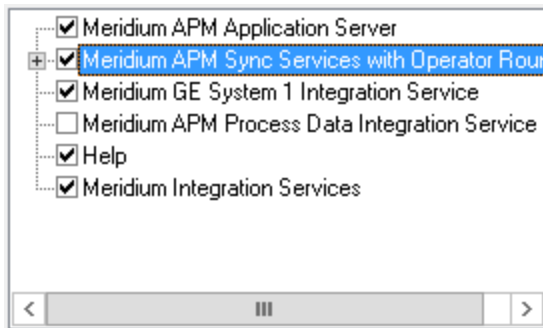 Meridium APM Application Server
Meridium APM Sync Services with Operator
Meridium GE System 1 Integration Service
Meridium APM Process Data Integration Service
Help
Meridium Integration Services